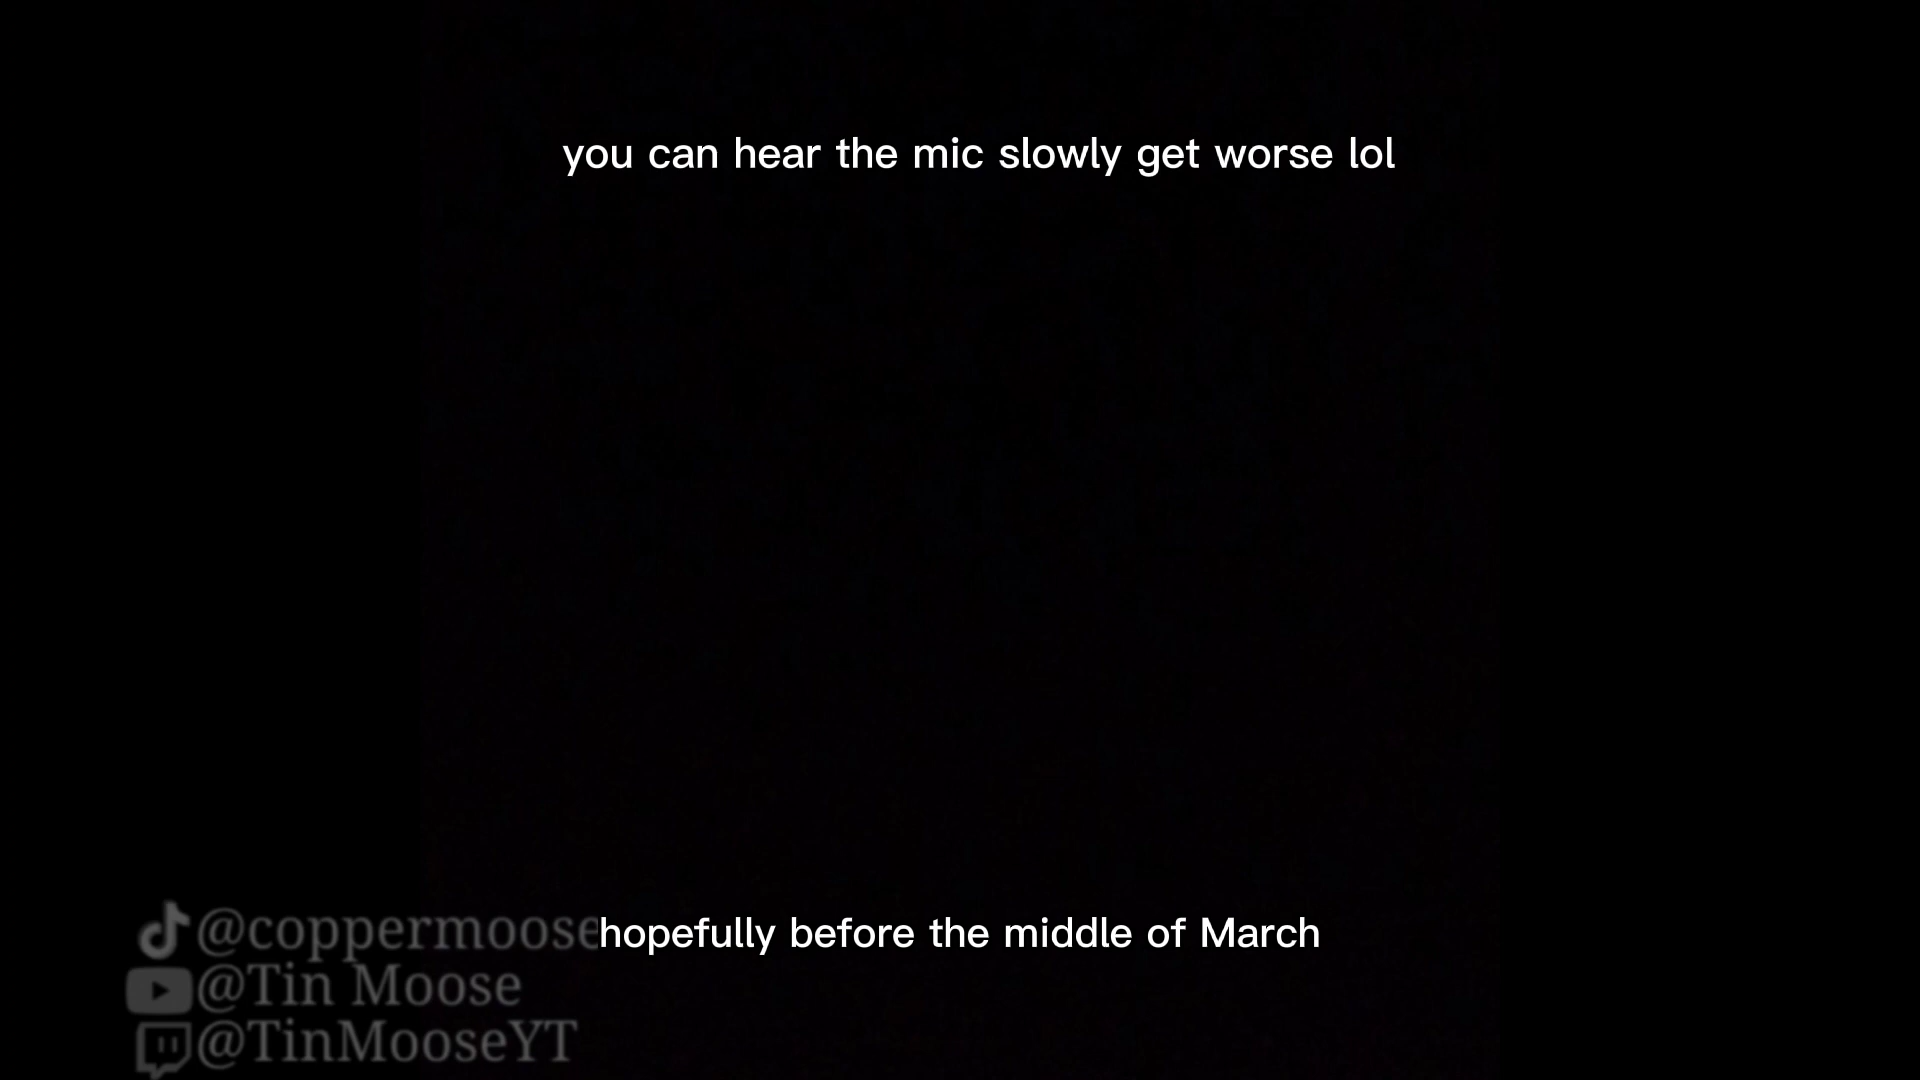 you can hear the mic slowly get worse lol
@coppermoose
hopefully before the middle of March
@Tin Moose
@TinMooseYT